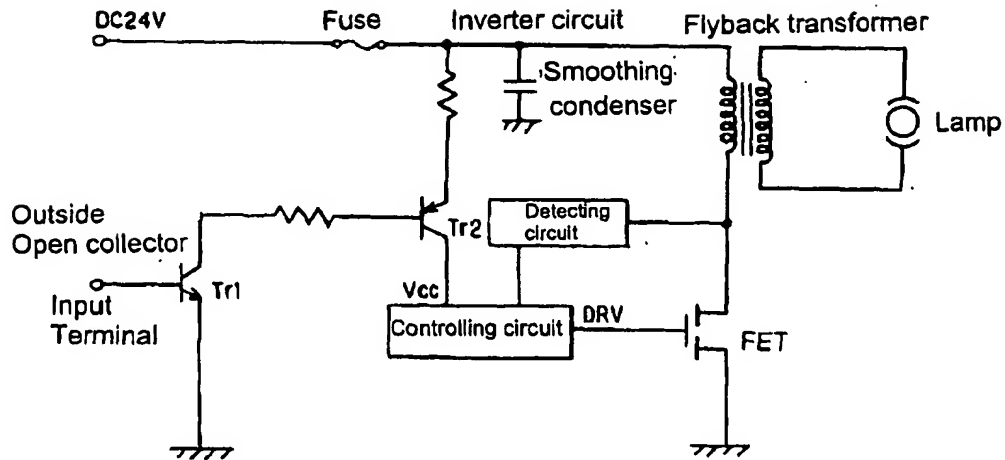 DC24V
Fuse
Inverter circuit
Flyback transformer
Smoothing
condenser
Lamp
Outside
Open collector
Tr2
Detecting
circuit
Tr1
Input
Terminal
Vcc
Controlling circuit
DRV
FET